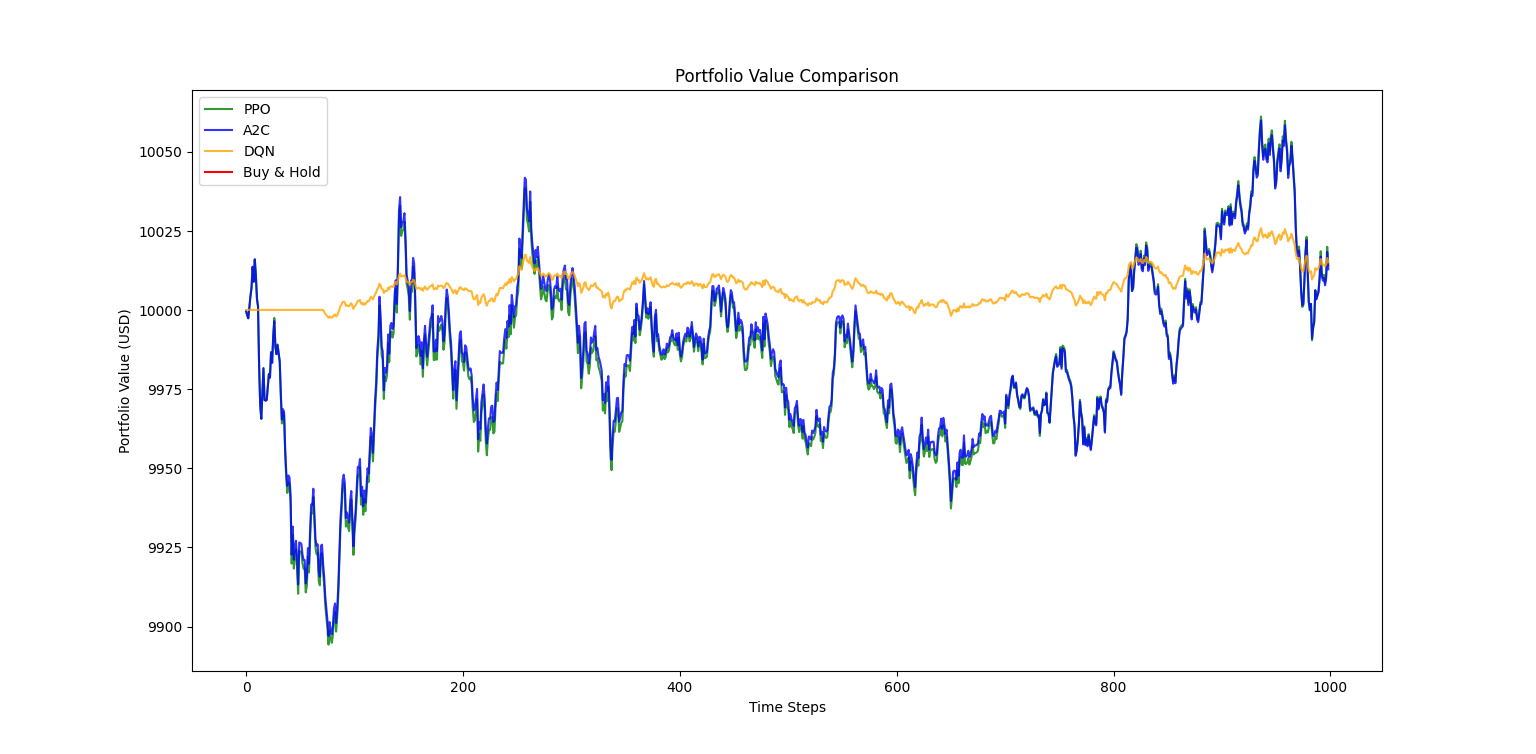 Portfolio Value Comparison
PPO
A2C
DQN
Buy & Hold
Portfolio Value (USD)
10050
10025
10000
9975
9950
9925
9900
0 200 400 600 800 1000
Time Steps